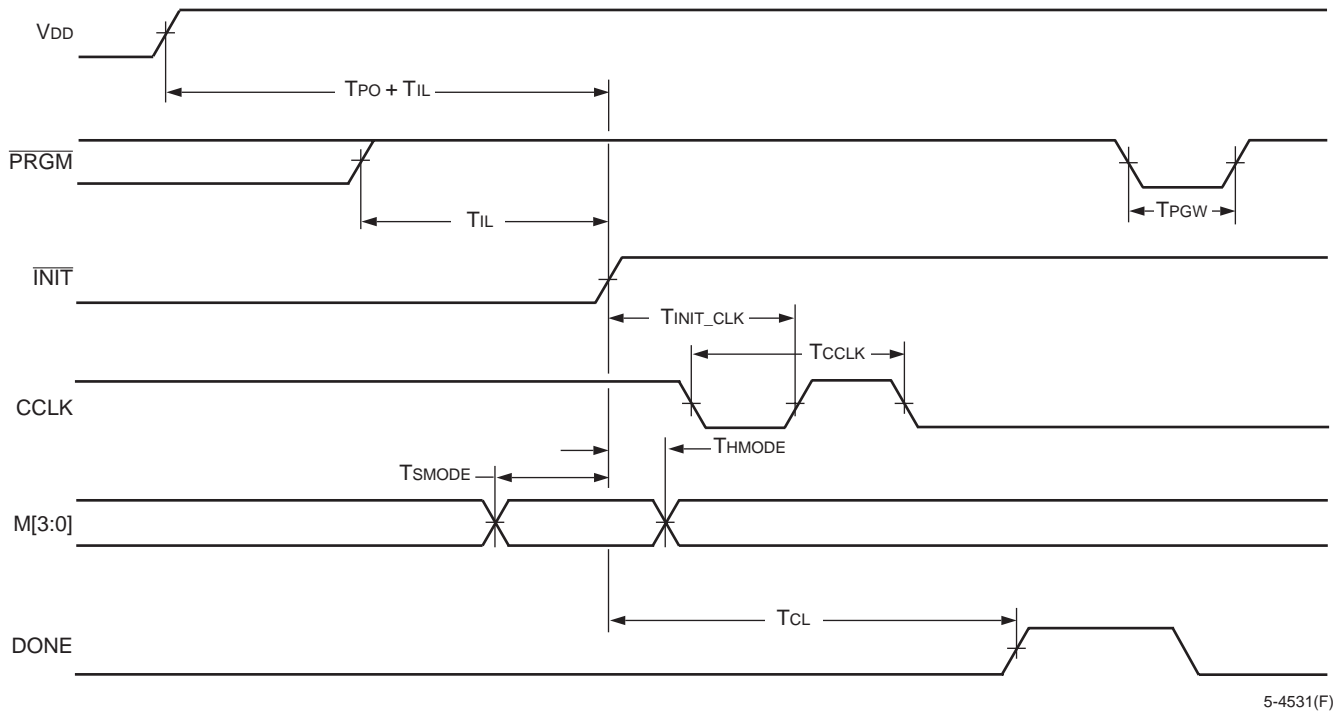 VDD
TPO + TIL
PRGM
TIL
TPGW
INIT
TINIT_CLK
TCCLK
CCLK
THMODE
TSMODE
M[3:0]
TCL
DONE
5-4531(F)